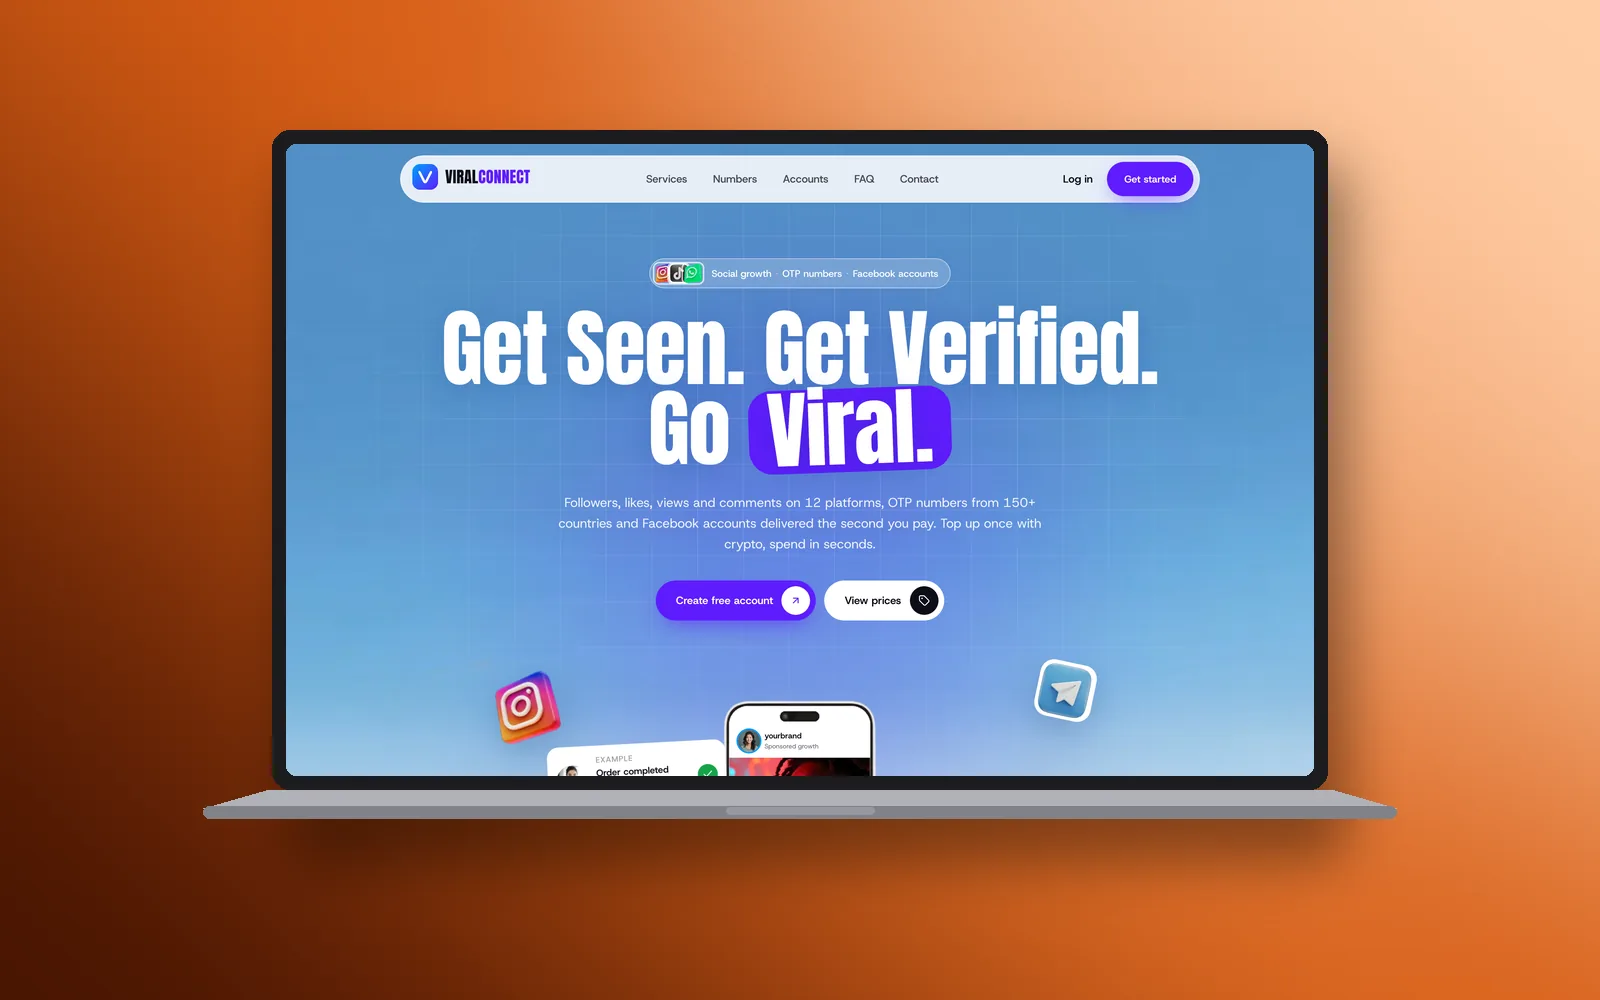 VIRALCONNECT
Services Numbers Accounts FAQ Contact
Log in
Get started
Social growth · OTP numbers · Facebook accounts
Get Seen. Get Verified.
Go Viral.
Followers, likes, views and comments on 12 platforms, OTP numbers from 150+
countries and Facebook accounts delivered the second you pay. Top up once with
crypto, spend in seconds.
Create free account
View prices
yourbrand
Sponsored growth
EXAMPLE
Order completed